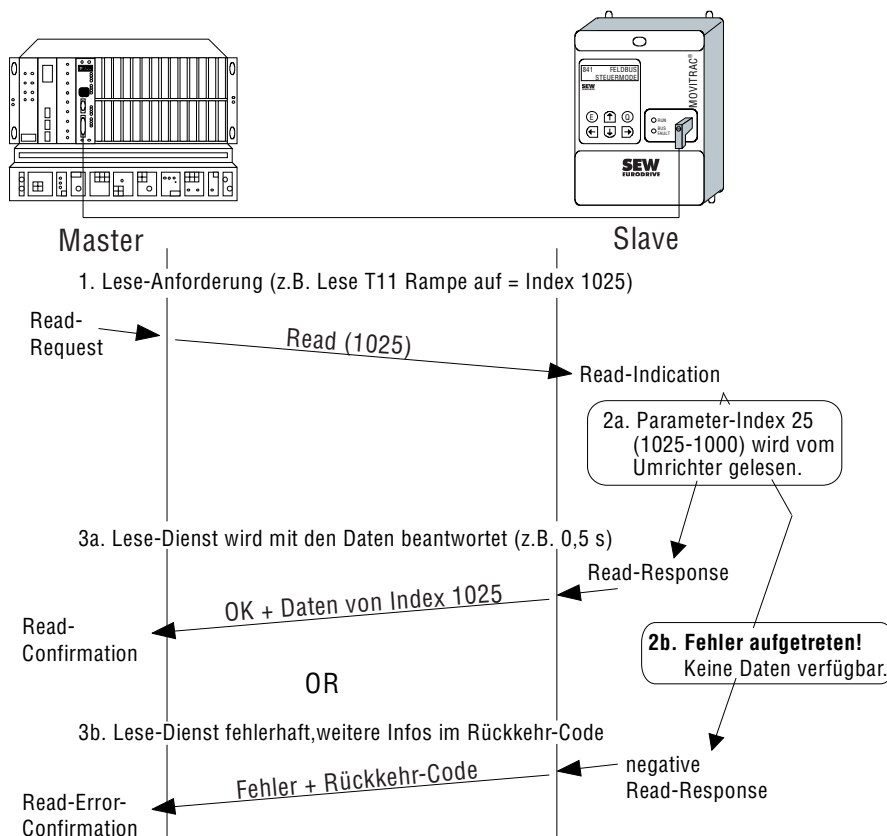 841 FELDBUS
STEUERMODE
SEW
E
Q
RUN
BUS
FAULT
MOVITRAC®
SEW
EURODRIVE
Master
Slave
1. Lese-Anforderung (z.B. Lese T11 Rampe auf = Index 1025)
Read-
Request
Read (1025)
Read-Indication
2a. Parameter-Index 25
(1025-1000) wird vom
Umrichter gelesen.
3a. Lese-Dienst wird mit den Daten beantwortet (z.B. 0,5 s)
Read-Response
OK + Daten von Index 1025
Read-
Confirmation
2b. Fehler aufgetreten!
Keine Daten verfügbar.
OR
3b. Lese-Dienst fehlerhaft,weitere Infos im Rückkehr-Code
negative
Read-Response
Fehler + Rückkehr-Code
Read-Error-
Confirmation